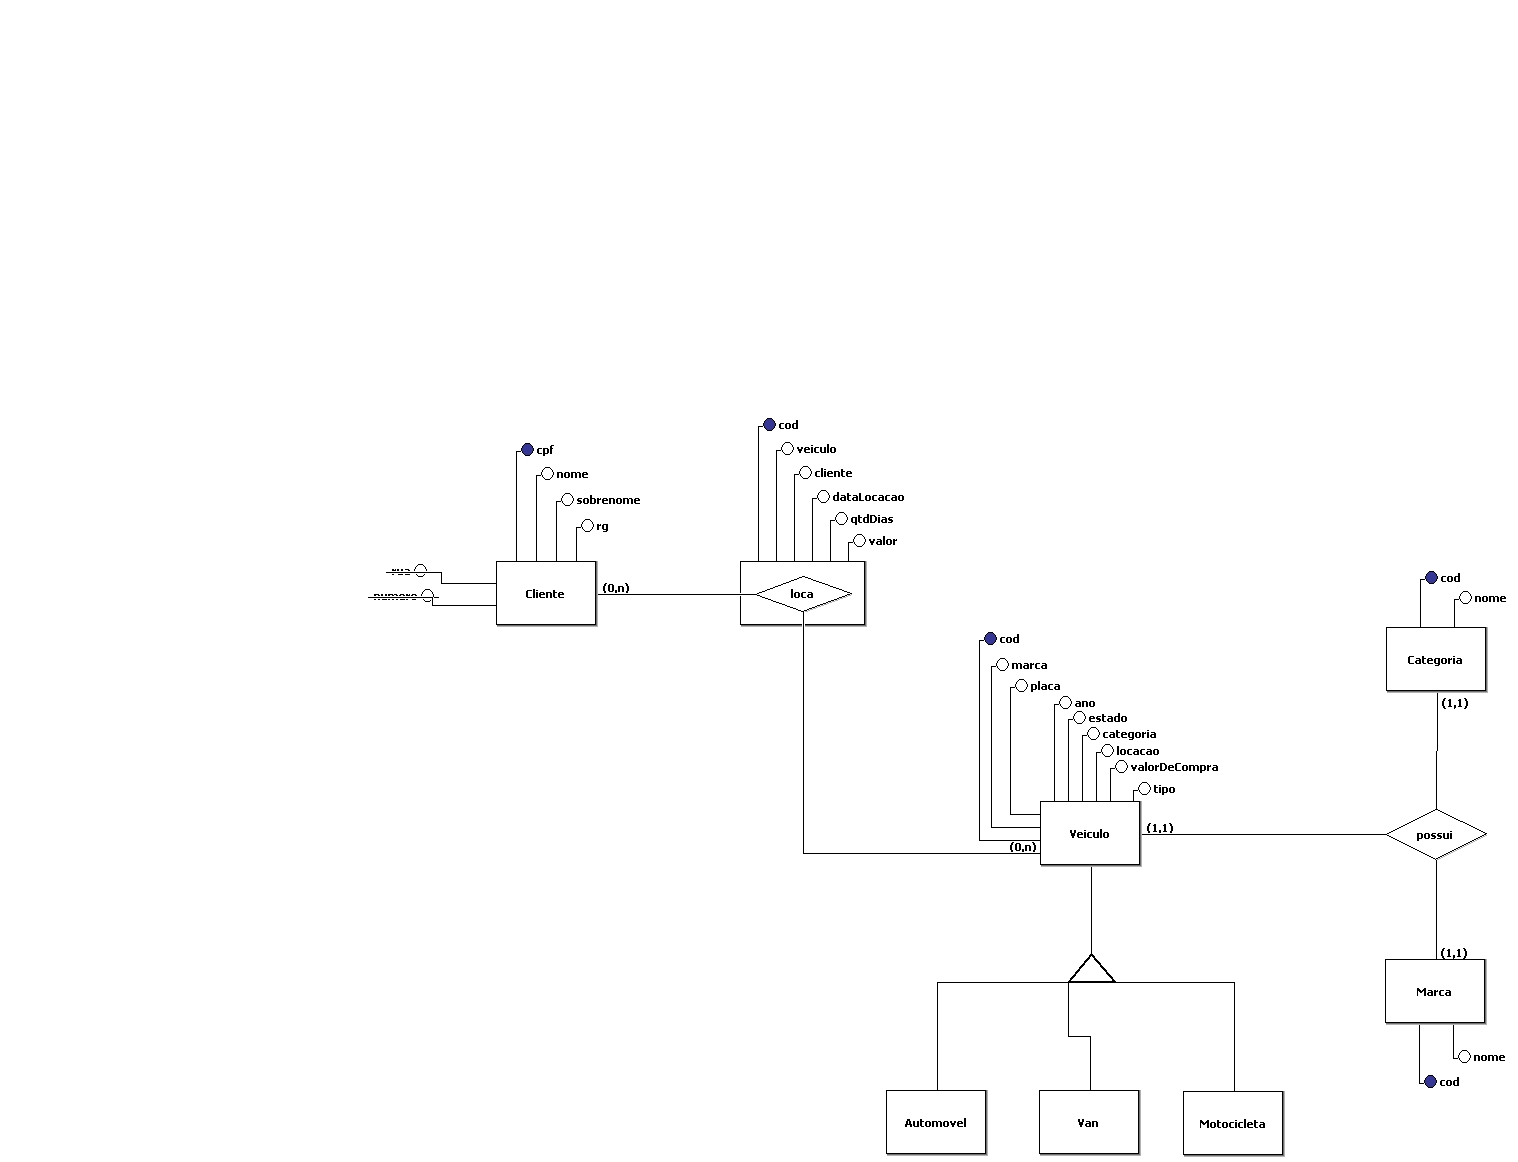 cod
cpf
veiculo
nome
cliente
sobrenome
dataLocacao
qtdDias
rg
valor
Cliente
(0,n)
loca
cod
nome
Categoria
(1,1)
cod
marca
placa
ano
estado
categoria
locacao
valorDeCompra
tipo
Veiculo
(1,1)
(0,n)
possui
(1,1)
Marca
nome
cod
Automovel
Van
Motocicleta